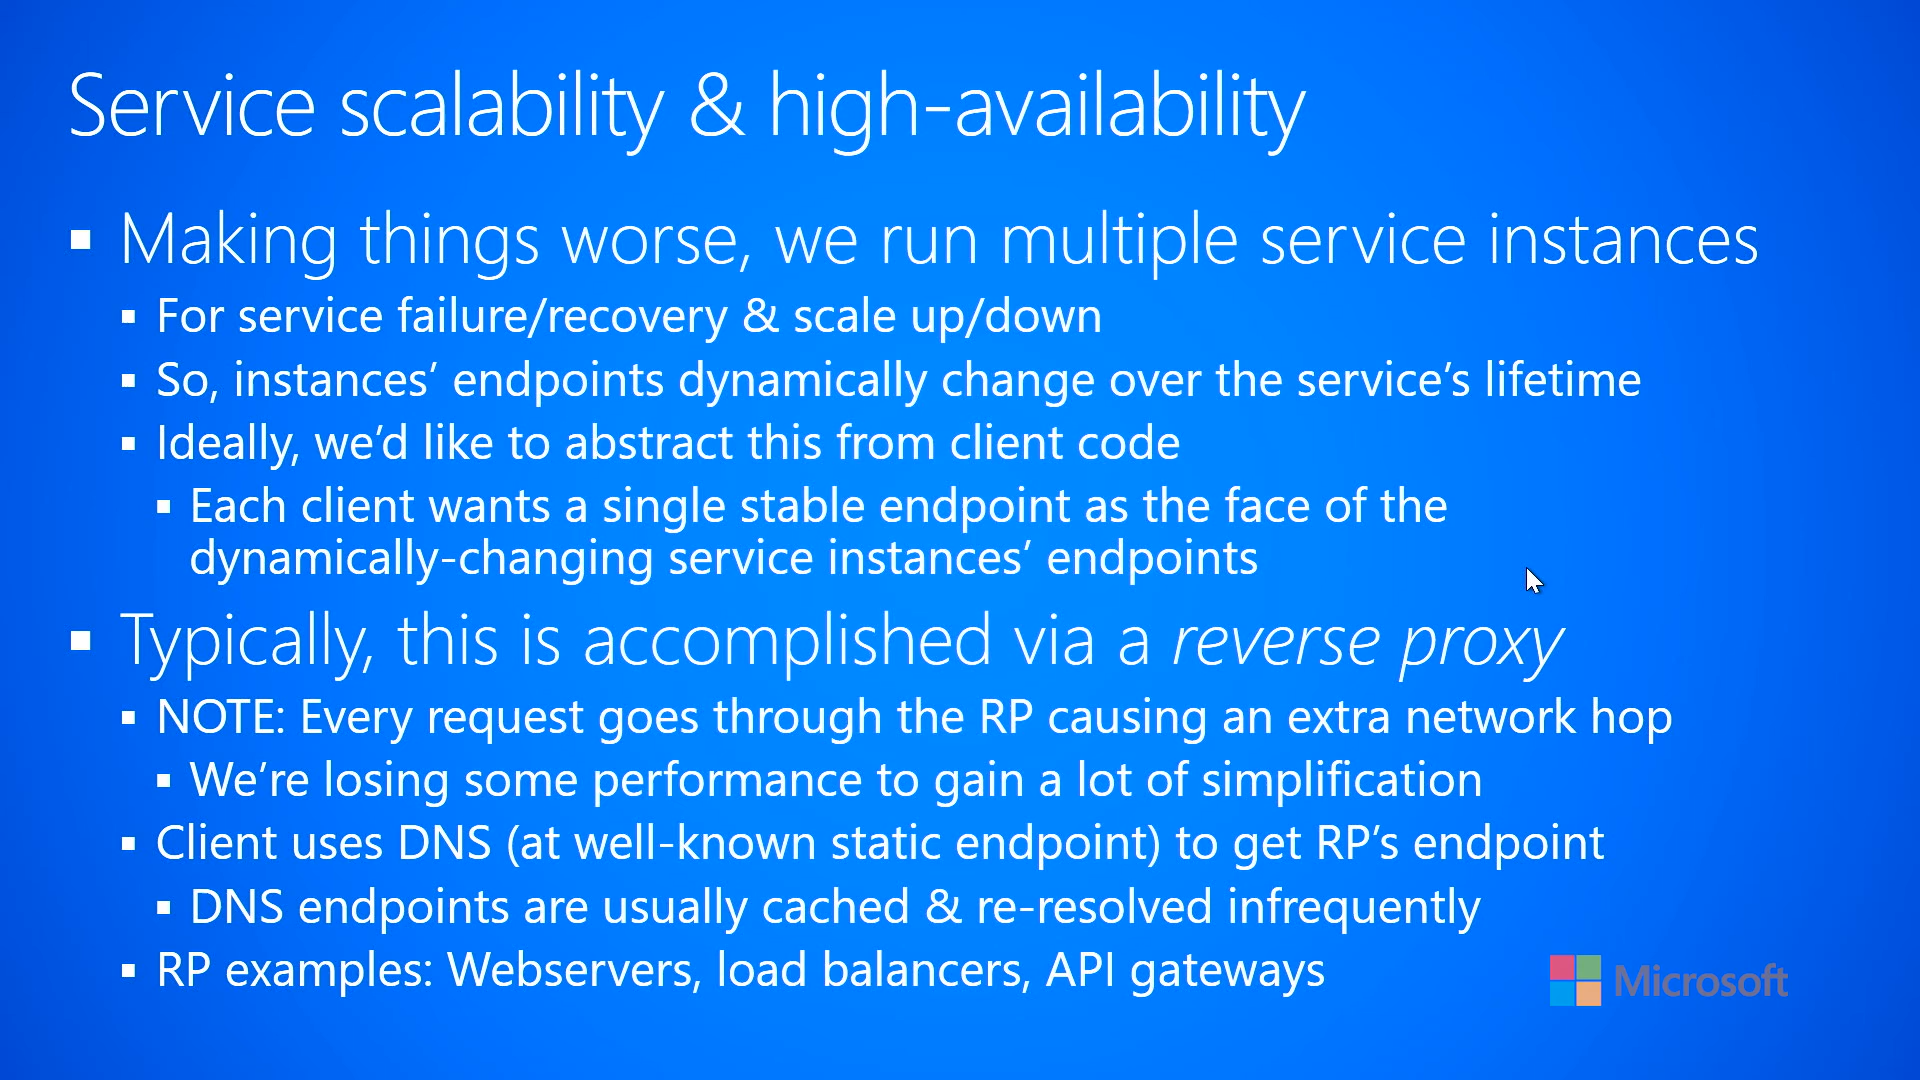 Service scalability & high-availability
Making things worse, we run multiple service instances
For service failure/recovery & scale up/down
So, instances’ endpoints dynamically change over the service’s lifetime
Ideally, we’d like to abstract this from client code
Each client wants a single stable endpoint as the face of the
dynamically-changing service instances’ endpoints
Typically, this is accomplished via a reverse proxy
NOTE: Every request goes through the RP causing an extra network hop
We’re losing some performance to gain a lot of simplification
Client uses DNS (at well-known static endpoint) to get RP’s endpoint
DNS endpoints are usually cached & re-resolved infrequently
RP examples: Webservers, load balancers, API gateways
Microsoft